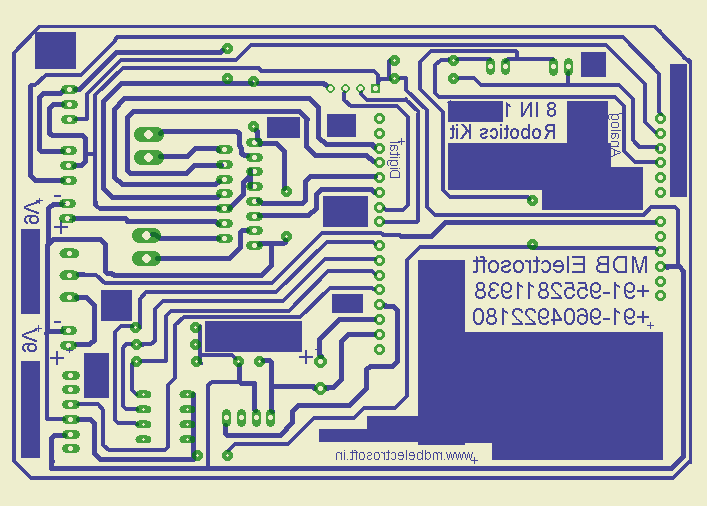 8 IN 1
Robotics Kit
Analog
Digital
+
- 9V +
MDB Electrosoft
+91-9552811938
+91-9604922180
+
- 9V +
+
www.mdbelectrosoft.in
+